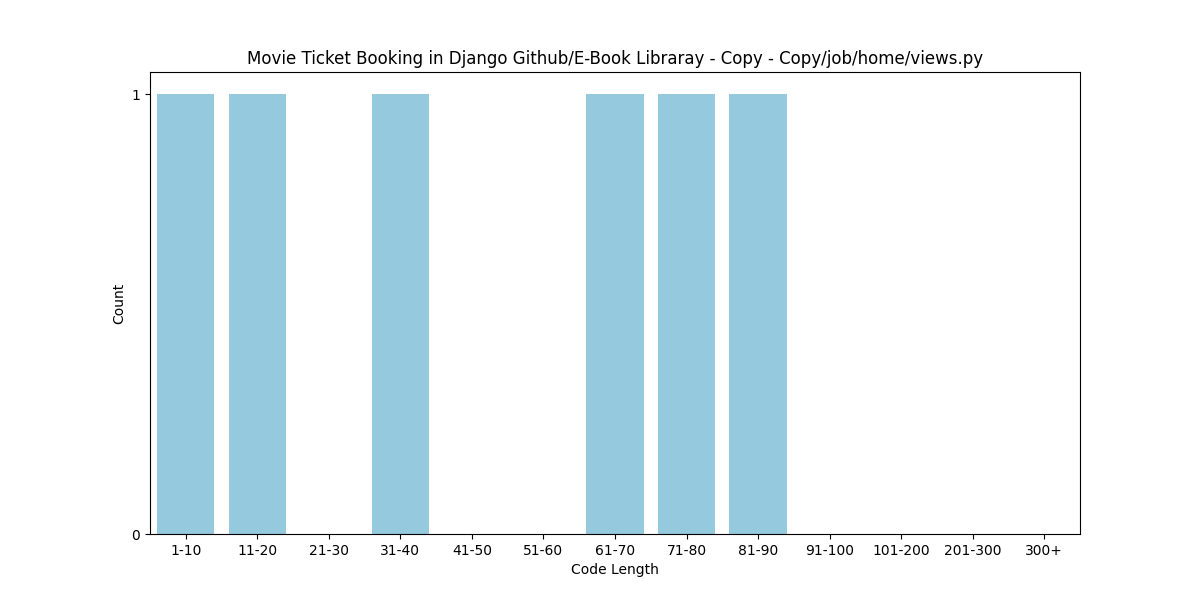 Movie Ticket Booking in Django Github/E-Book Libraray - Copy - Copy/job/home/views.py
1
Count
0
1-10 11-20 21-30 31-40 41-50 51-60 61-70 71-80 81-90 91-100 101-200 201-300 300+
Code Length